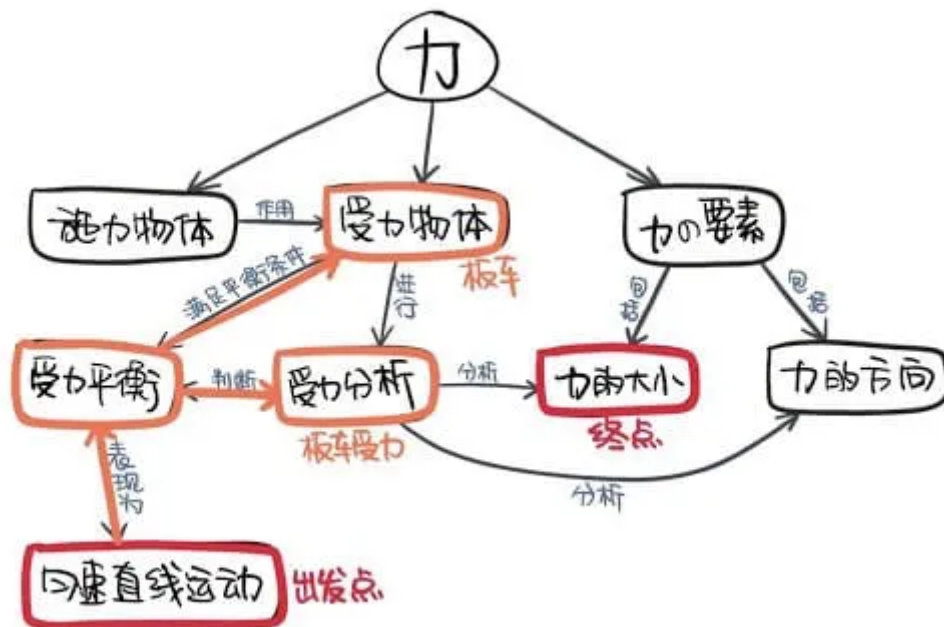 力
施力物体
作用
受力物体
力の要素
板车
满足平衡条件
进行
包括
包括
受力平衡
判断
受力分析
分析
力的大小
力的方向
板车受力
终点
表现为
分析
匀速直线运动
出发点